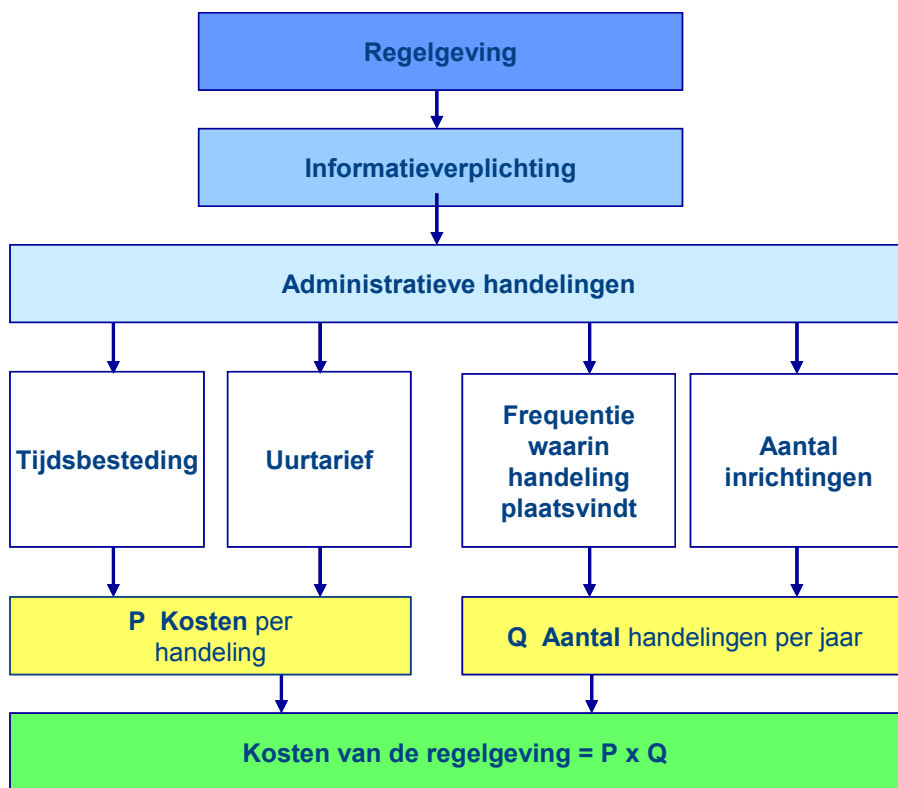 Regelgeving
Informatieverplichting
Administratieve handelingen
Tijdsbesteding
Uurtarief
Frequentie
waarin
handeling
plaatsvindt
Aantal
inrichtingen
P Kosten per
handeling
Q Aantal handelingen per jaar
Kosten van de regelgeving = P x Q